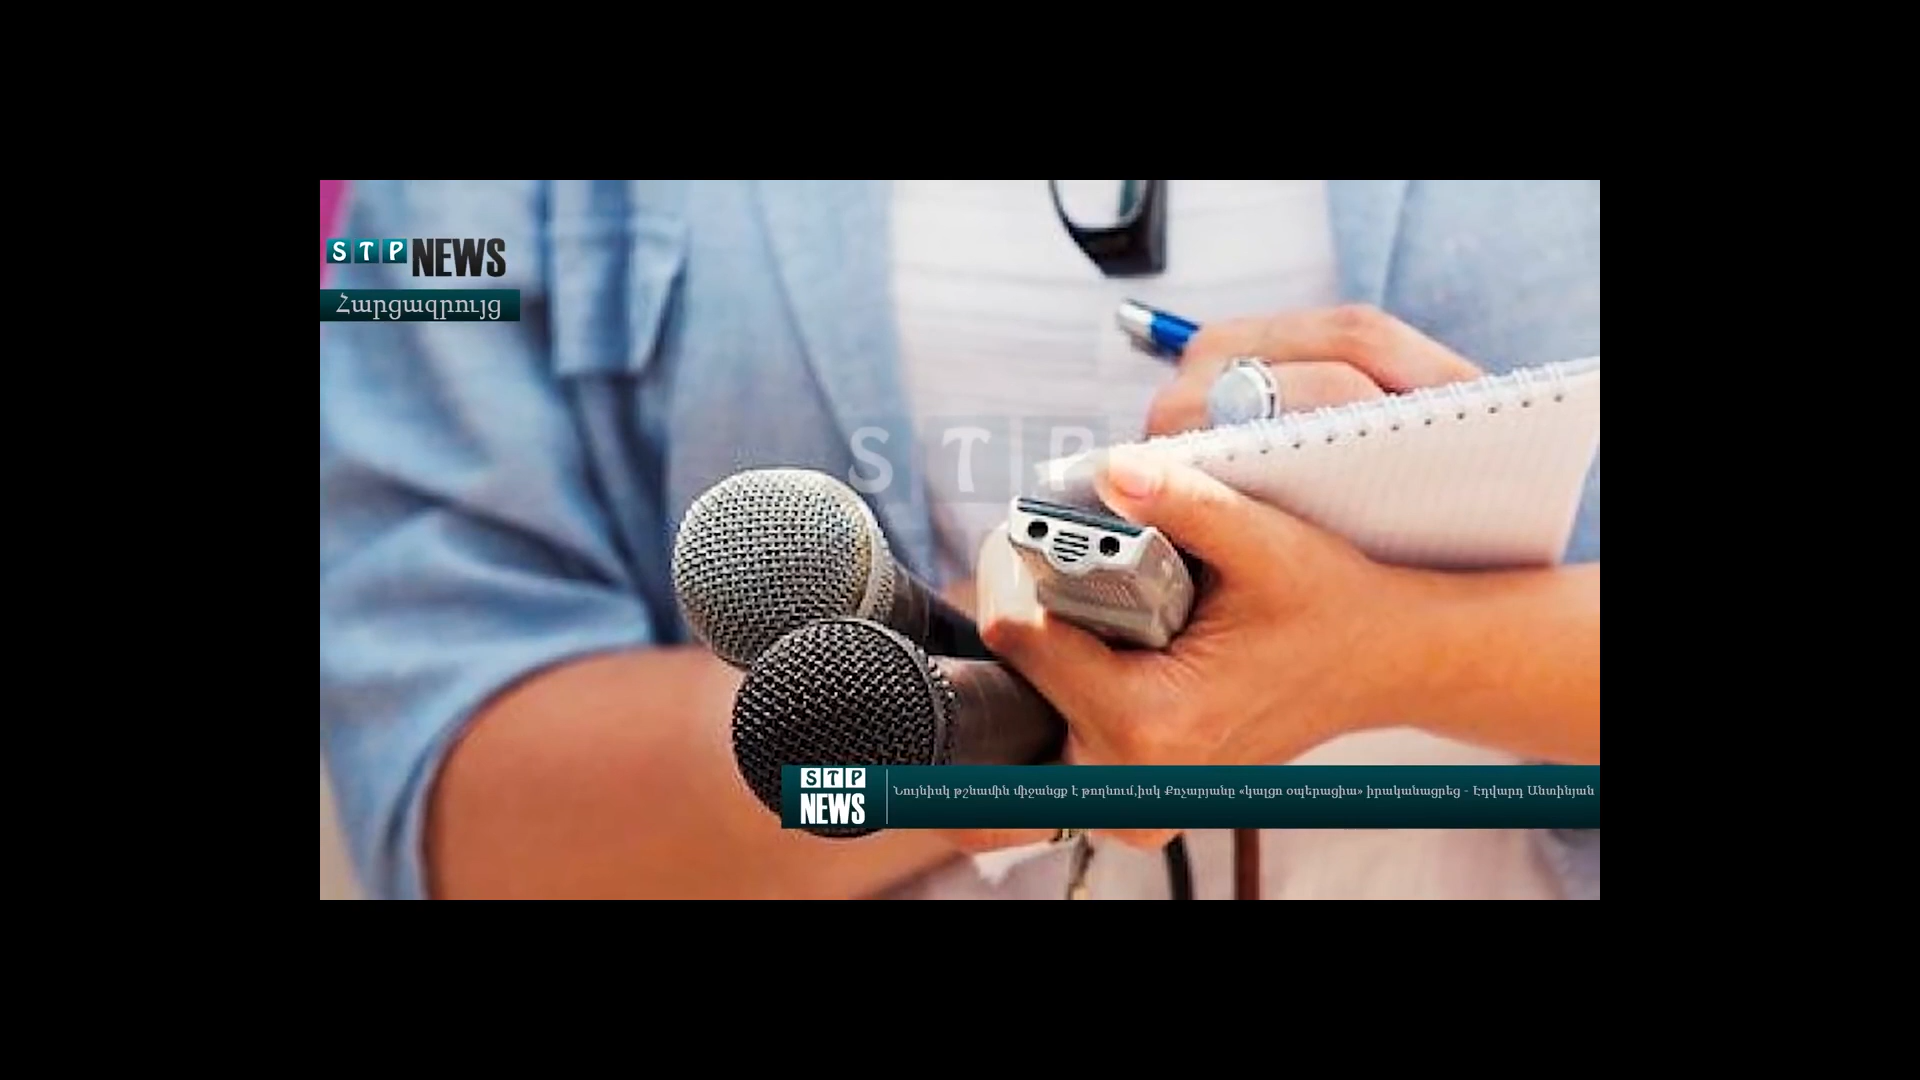 STP NEWS
Հարցազրույց
STP
STP
NEWS
Նույնիսկ թշնամին միջանցք է թողնում,իսկ Քոչարյանը «կալցո օպերացիա» իրականացրեց - Էդվարդ Անտինյան